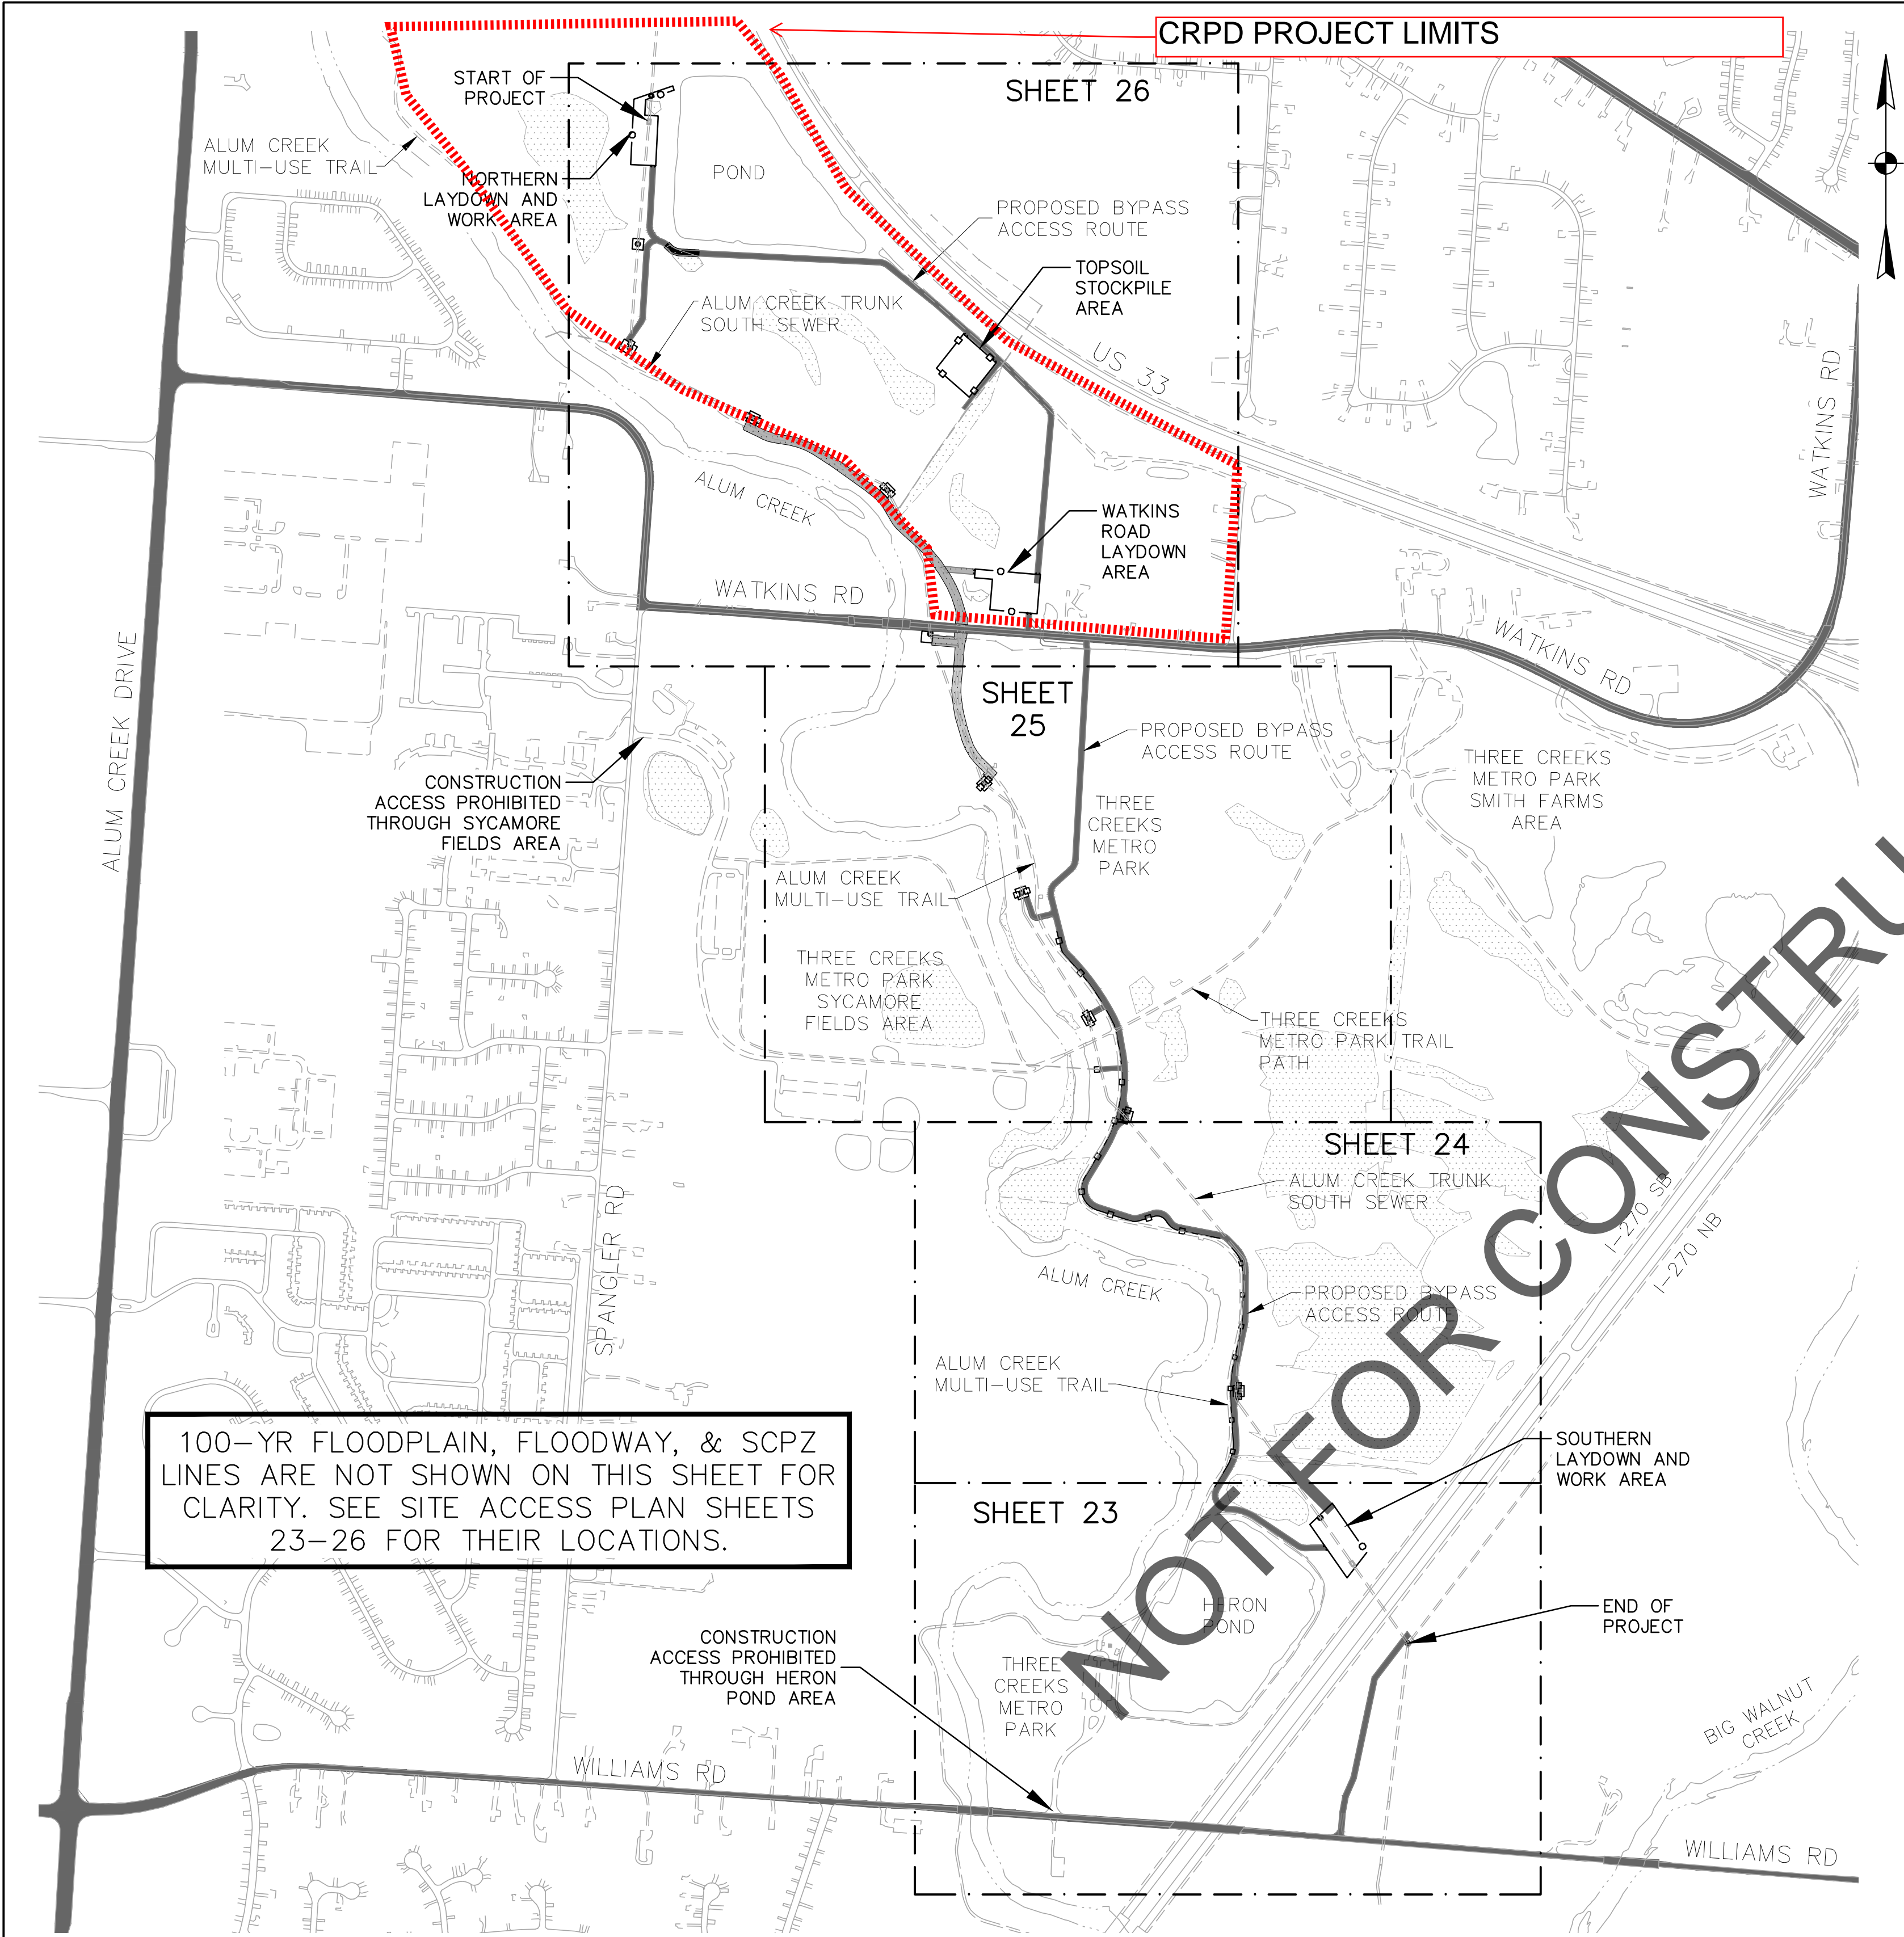 CRPD PROJECT LIMITS
START OF
PROJECT
SHEET 26
ALUM CREEK
MULTI-USE TRAIL
NORTHERN
LAYDOWN AND
WORK AREA
POND
PROPOSED BYPASS
ACCESS ROUTE
TOPSOIL
STOCKPILE
AREA
ALUM CREEK TRUNK
SOUTH SEWER
US 33
WATKINS RD
ALUM CREEK
WATKINS
ROAD
LAYDOWN
AREA
WATKINS RD
WATKINS RD
ALUM CREEK DRIVE
SHEET
25
PROPOSED BYPASS
ACCESS ROUTE
CONSTRUCTION
ACCESS PROHIBITED
THROUGH SYCAMORE
FIELDS AREA
THREE CREEKS
METRO PARK
SMITH FARMS
AREA
THREE
CREEKS
METRO
PARK
ALUM CREEK
MULTI-USE TRAIL
THREE CREEKS
METRO PARK
SYCAMORE
FIELDS AREA
THREE CREEKS
METRO PARK TRAIL
PATH
SHEET 24
ALUM CREEK TRUNK
SOUTH SEWER
SPANGLER RD
I-270 SB
I-270 NB
ALUM CREEK
PROPOSED BYPASS
ACCESS ROUTE
ALUM CREEK
MULTI-USE TRAIL
100-YR FLOODPLAIN, FLOODWAY, & SCPZ
LINES ARE NOT SHOWN ON THIS SHEET FOR
CLARITY. SEE SITE ACCESS PLAN SHEETS
23-26 FOR THEIR LOCATIONS.
SOUTHERN
LAYDOWN AND
WORK AREA
SHEET 23
NOT FOR CONSTRU
HERON
POND
END OF
PROJECT
CONSTRUCTION
ACCESS PROHIBITED
THROUGH HERON
POND AREA
THREE
CREEKS
METRO
PARK
BIG WALNUT
CREEK
WILLIAMS RD
WILLIAMS RD